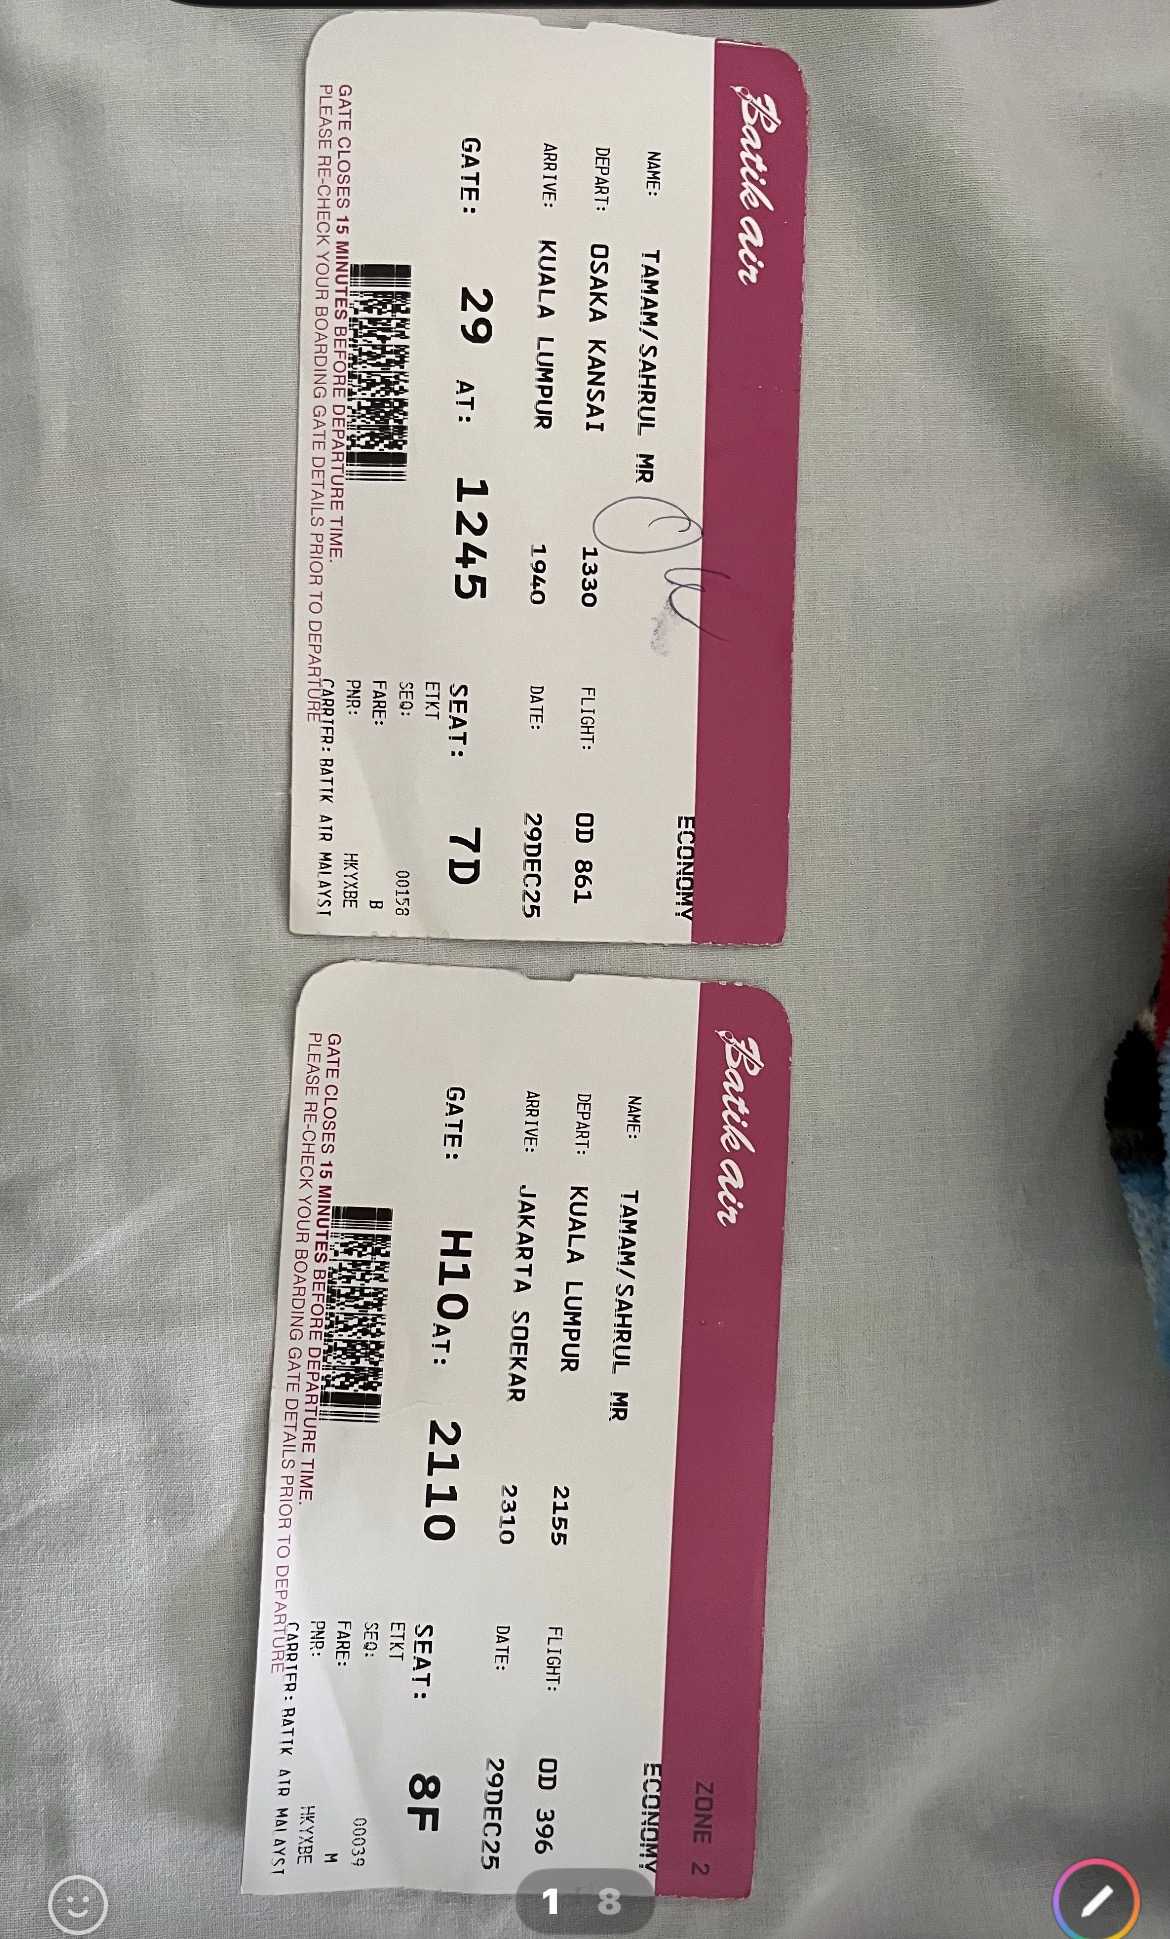 Batik air
ECONOMY
NAME: TAMAM/SAHRUL MR
DEPART: OSAKA KANSAI 1330 FLIGHT: OD 861
ARRIVE: KUALA LUMPUR 1940 DATE: 29DEC25
GATE: 29 AT: 1245 SEAT: 7D
ETKT
SEQ: 00158
FARE: B
PNR: HKYXBE
CARRIER: BATIK AIR MALAYSI
GATE CLOSES 15 MINUTES BEFORE DEPARTURE TIME.
PLEASE RE-CHECK YOUR BOARDING GATE DETAILS PRIOR TO DEPARTURE
Batik air
ZONE 2
ECONOMY
NAME: TAMAM/SAHRUL MR
DEPART: KUALA LUMPUR 2155 FLIGHT: OD 396
ARRIVE: JAKARTA SOEKAR 2310 DATE: 29DEC25
GATE: H10 AT: 2110 SEAT: 8F
ETKT
SEQ: 00039
FARE: M
PNR: HKYXBE
CARRIER: BATIK AIR MALAYSI
GATE CLOSES 15 MINUTES BEFORE DEPARTURE TIME.
PLEASE RE-CHECK YOUR BOARDING GATE DETAILS PRIOR TO DEPARTURE
1 8